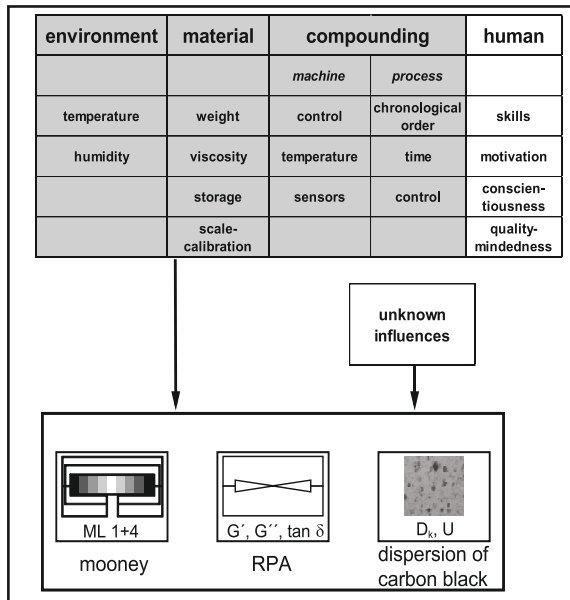 environment material compounding human
machine process
temperature weight control chronological order skills
humidity viscosity temperature time motivation
storage sensors control conscien-
tiousness
scale-
calibration
quality-
mindedness
unknown
influences
ML 1+4
mooney
G´, G´´, tan δ
RPA
Dₖ, U
dispersion of
carbon black